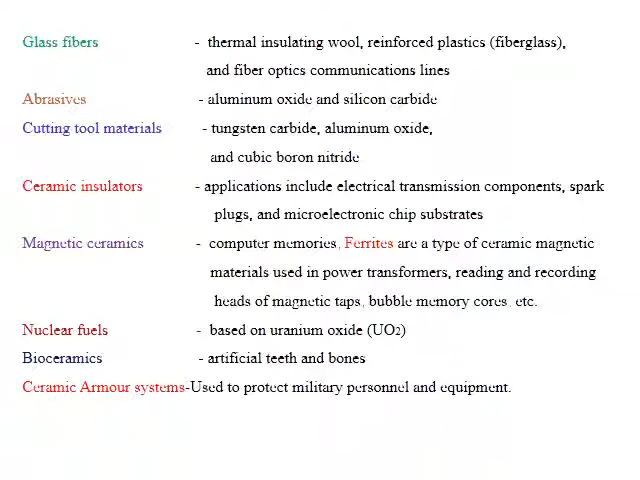 Glass fibers - thermal insulating wool, reinforced plastics (fiberglass),
and fiber optics communications lines
Abrasives - aluminum oxide and silicon carbide
Cutting tool materials - tungsten carbide, aluminum oxide,
and cubic boron nitride
Ceramic insulators - applications include electrical transmission components, spark
plugs, and microelectronic chip substrates
Magnetic ceramics - computer memories, Ferrites are a type of ceramic magnetic
materials used in power transformers, reading and recording
heads of magnetic taps, bubble memory cores, etc.
Nuclear fuels - based on uranium oxide (UO2)
Bioceramics - artificial teeth and bones
Ceramic Armour systems-Used to protect military personnel and equipment.